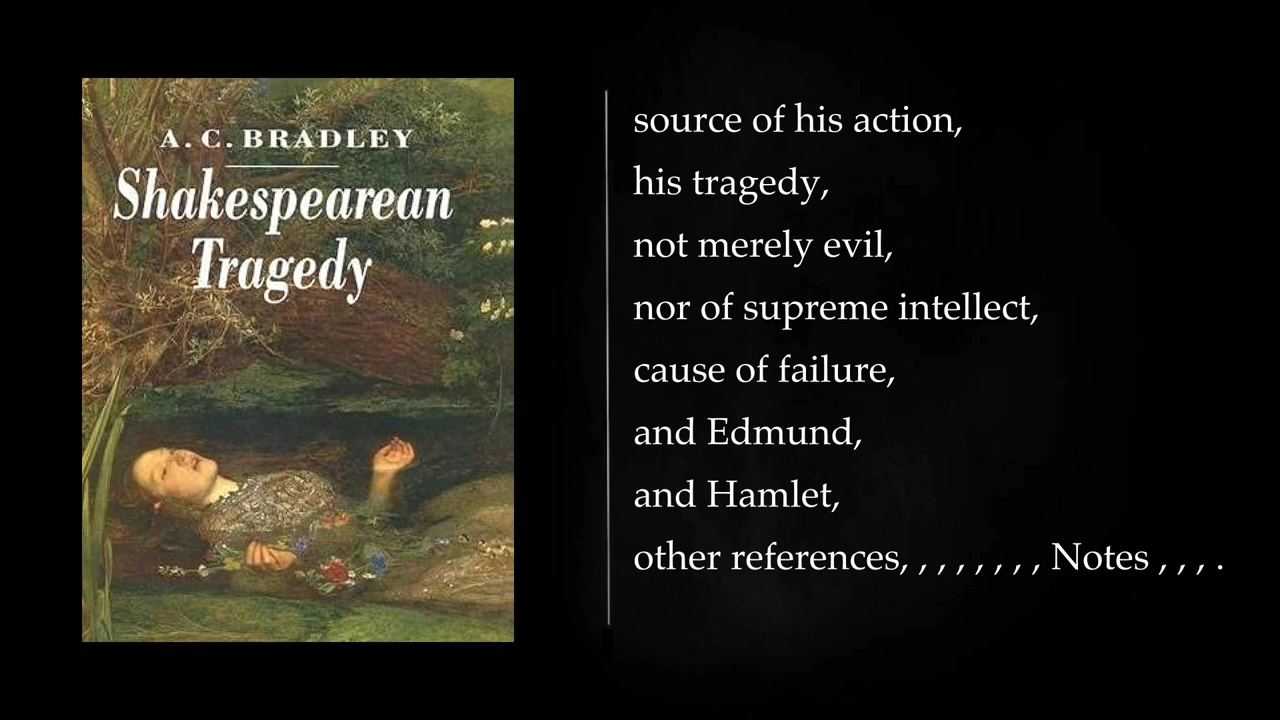 A. C. BRADLEY
Shakespearean
Tragedy
source of his action,
his tragedy,
not merely evil,
nor of supreme intellect,
cause of failure,
and Edmund,
and Hamlet,
other references, , , , , , , , Notes , , , .